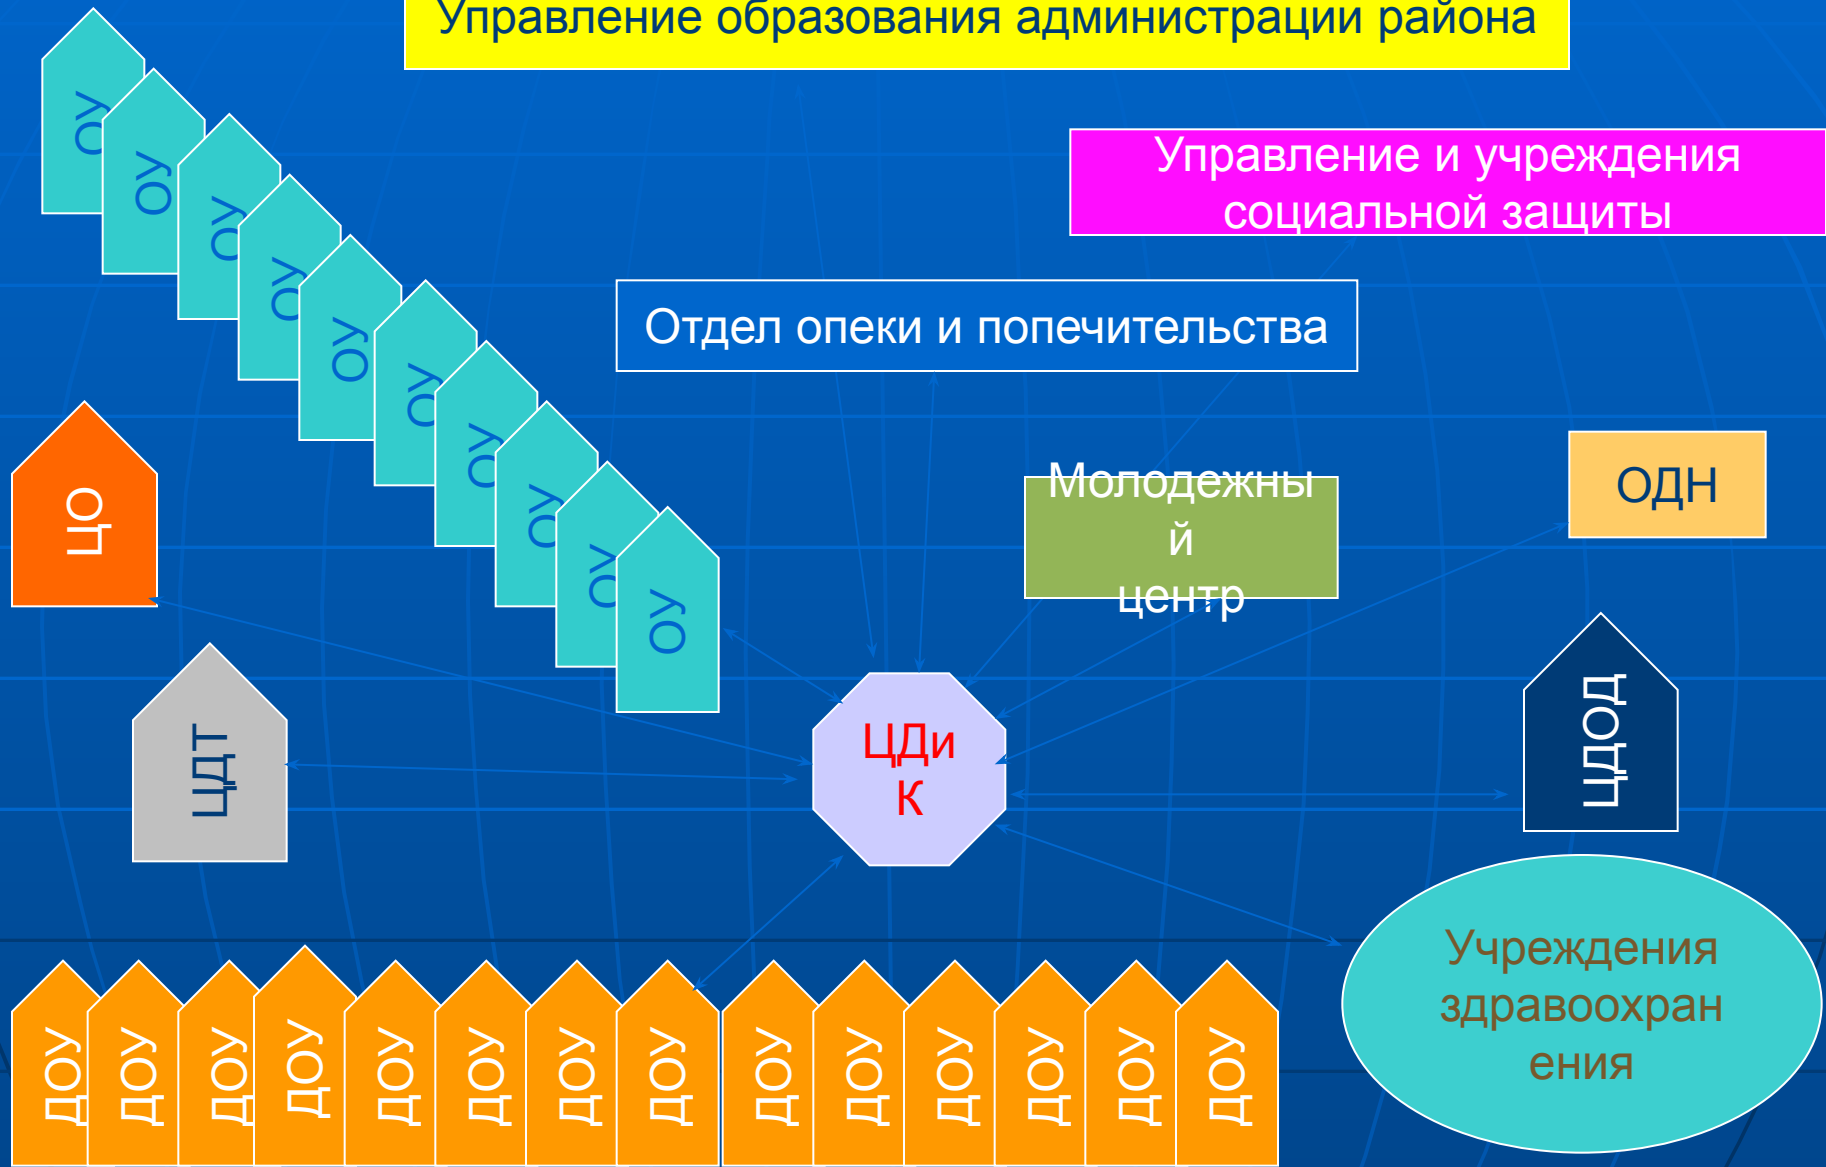 Управление образования администрации района
Управление и учреждения
социальной защиты
Отдел опеки и попечительства
ОУ
ОУ
ОУ
ОУ
ОУ
ОУ
ОУ
ОУ
ОУ
ОУ
ЦО
Молодежны
й
центр
ОДН
ЦДТ
ЦДи
К
ЦДОД
Учреждения
здравоохран
ения
ДОУ
ДОУ
ДОУ
ДОУ
ДОУ
ДОУ
ДОУ
ДОУ
ДОУ
ДОУ
ДОУ
ДОУ
ДОУ
ДОУ